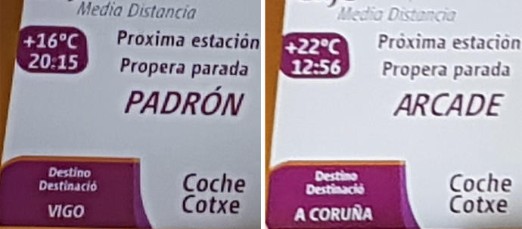 Media Distancia
+16°C
20:15
Próxima estación
Propera parada
PADRÓN
Destino
Destinació
VIGO
Coche
Cotxe
Media Distancia
+22°C
12:56
Próxima estación
Propera parada
ARCADE
Destino
Destinació
A CORUÑA
Coche
Cotxe